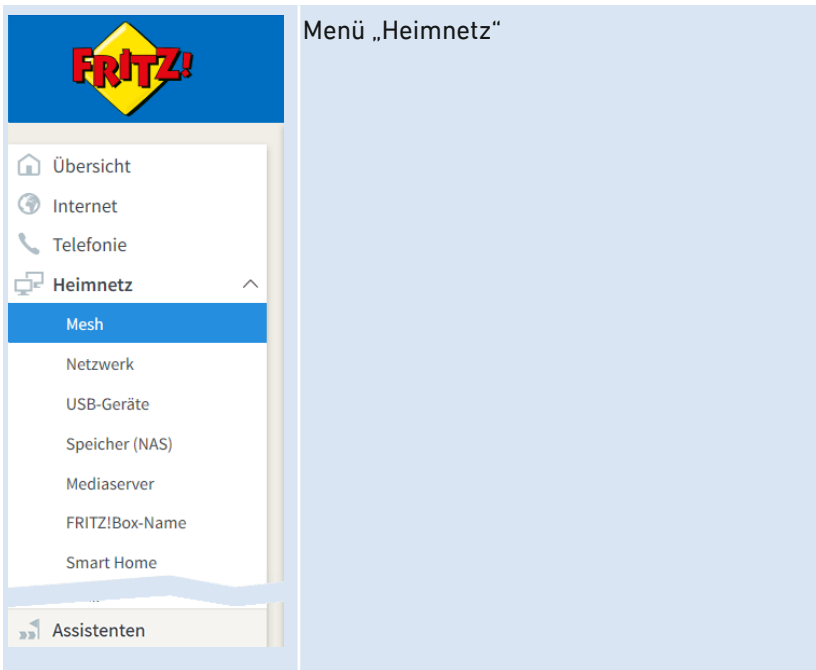 FRITZ!
Menü „Heimnetz“
Übersicht
Internet
Telefonie
Heimnetz
Mesh
Netzwerk
USB-Geräte
Speicher (NAS)
Mediaserver
FRITZ!Box-Name
Smart Home
Assistenten